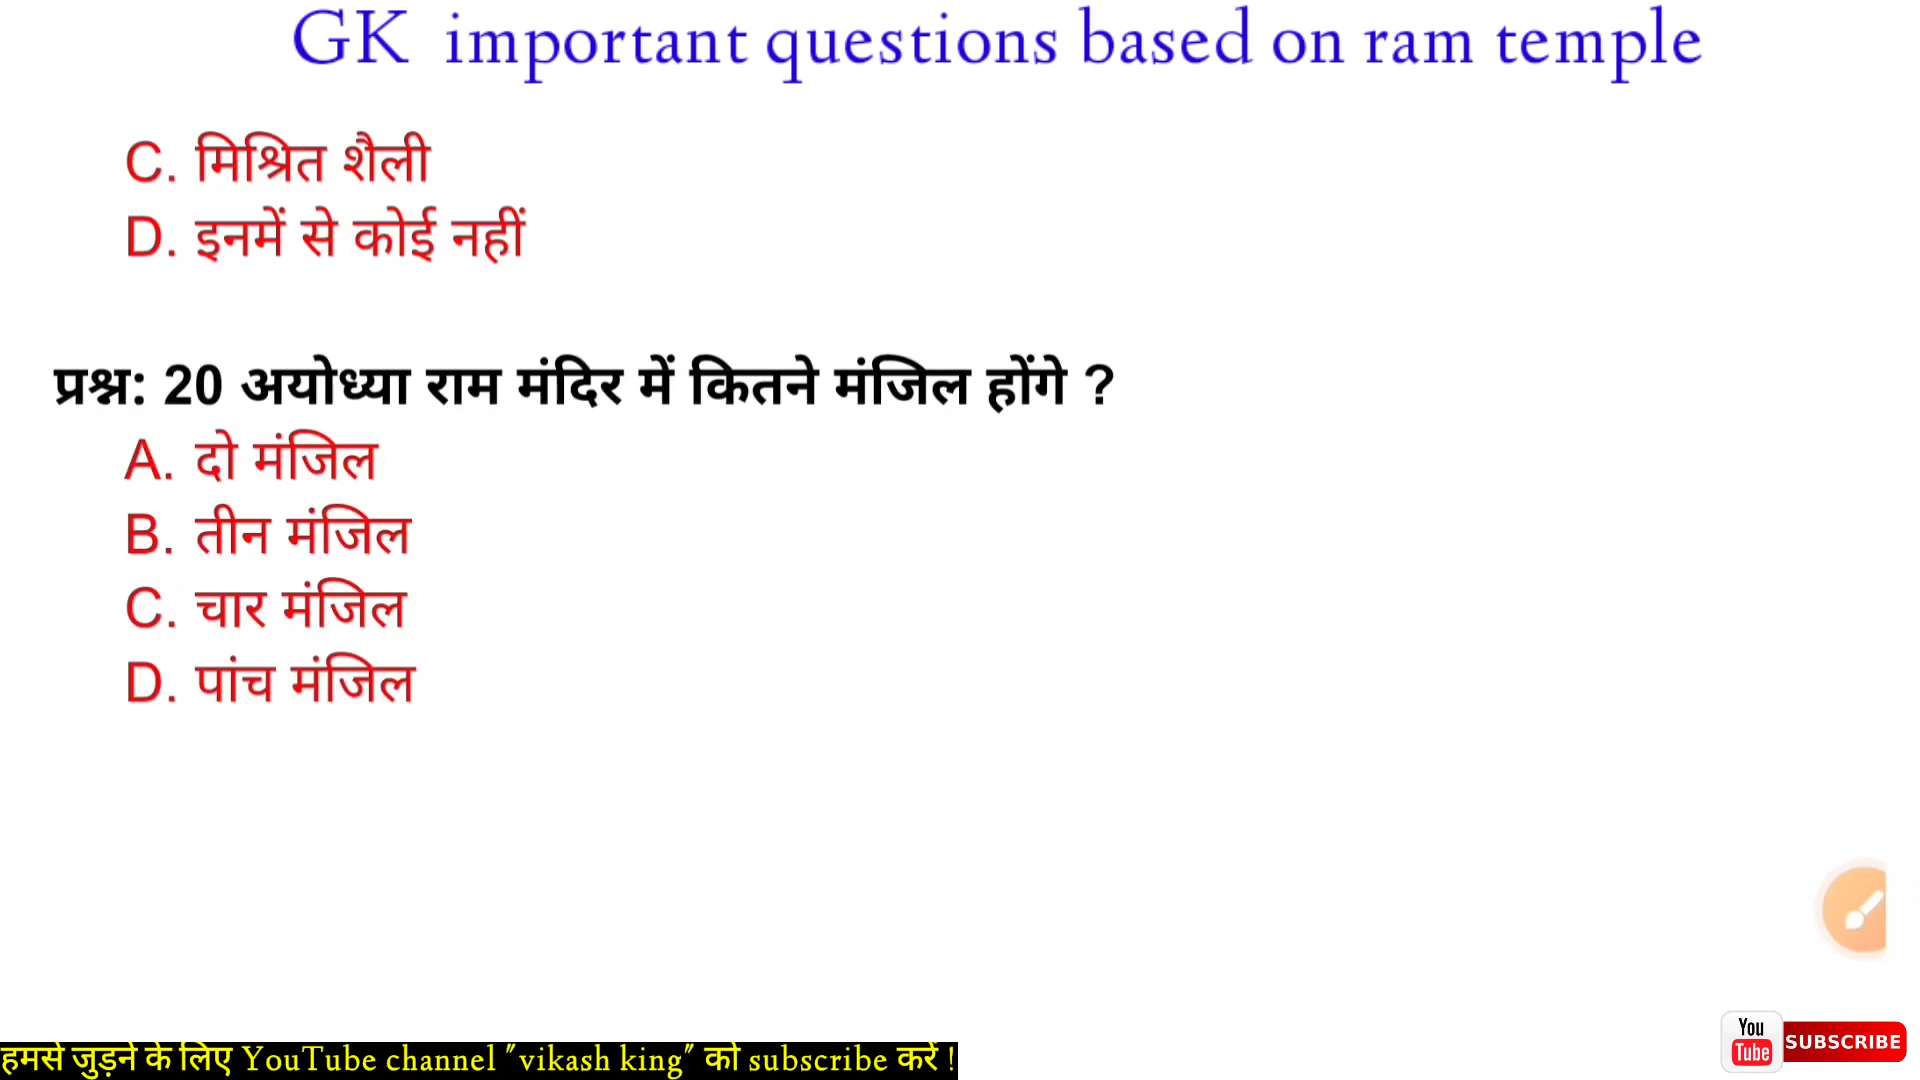 GK important questions based on ram temple
C. मिश्रित शैली
D. इनमें से कोई नहीं
प्रश्न: 20 अयोध्या राम मंदिर में कितने मंजिल होंगे ?
A. दो मंजिल
B. तीन मंजिल
C. चार मंजिल
D. पांच मंजिल
You
Tube
SUBSCRIBE
हमसे जुड़ने के लिए YouTube channel "vikash king" को subscribe करें !